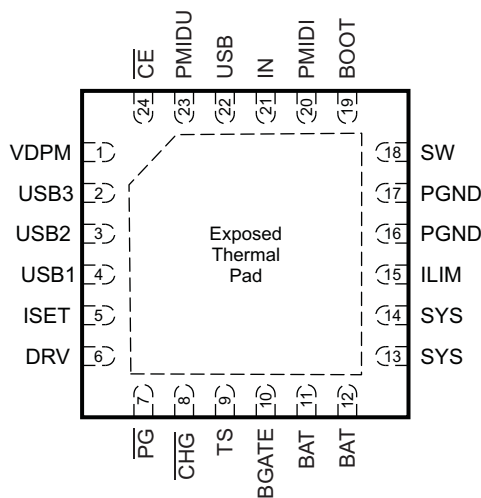 CE
PMIDU
USB
IN
PMIDI
BOOT
24
23
22
21
20
19
VDPM 1
USB3 2
USB2 3
USB1 4
ISET 5
DRV 6
18 SW
17 PGND
16 PGND
15 ILIM
14 SYS
13 SYS
Exposed
Thermal
Pad
7
8
9
10
11
12
PG
CHG
TS
BGATE
BAT
BAT